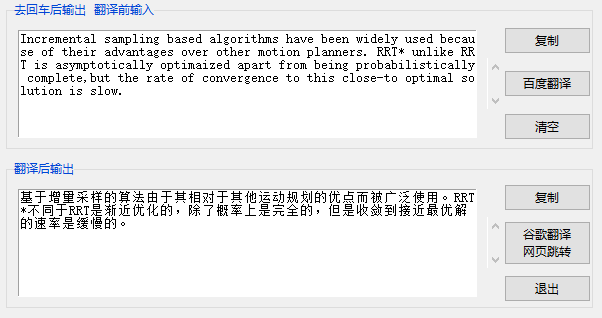 去回车后输出 翻译前输入
Incremental sampling based algorithms have been widely used becau
se of their advantages over other motion planners. RRT* unlike RR
T is asymptotically optimaized apart from being probabilistically
complete,but the rate of convergence to this close-to optimal so
lution is slow.
复制
百度翻译
清空
翻译后输出
基于增量采样的算法由于其相对于其他运动规划的优点而被广泛使用。RRT
*不同于RRT是渐近优化的，除了概率上是完全的，但是收敛到接近最优解
的速率是缓慢的。
复制
谷歌翻译
网页跳转
退出